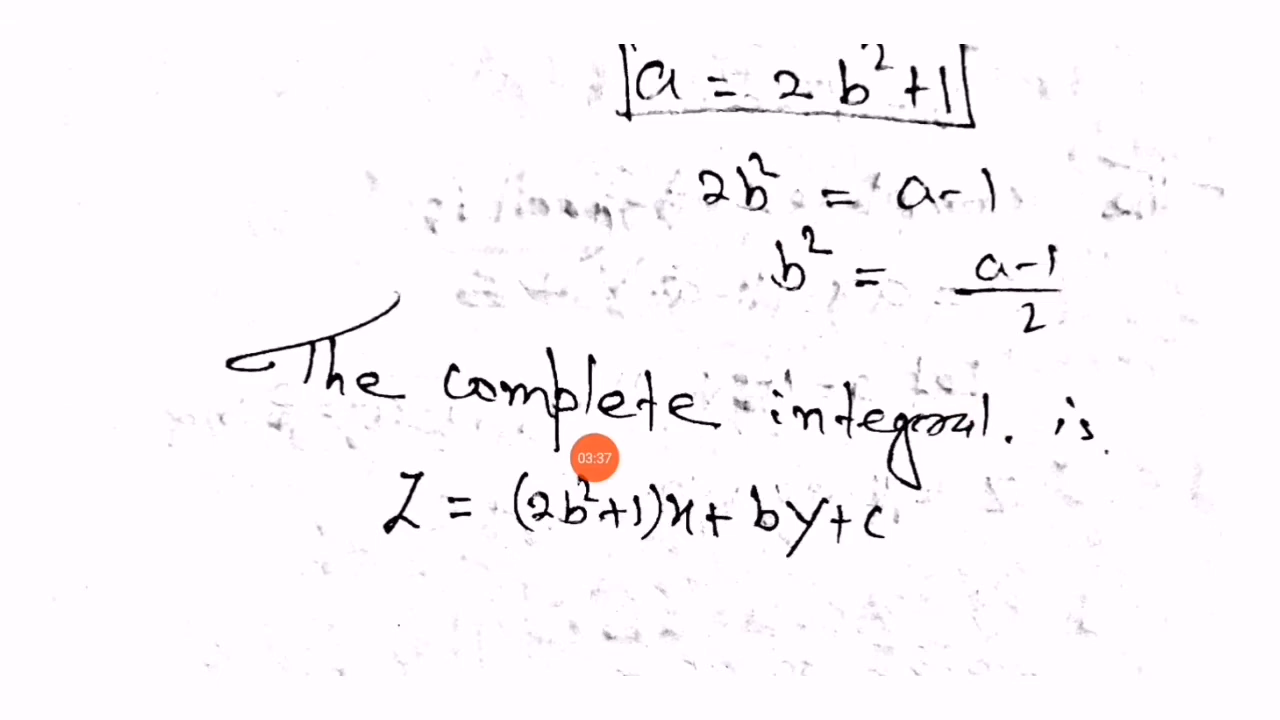 a = 2b²+1
2b² = a-1
b² = a-1/2
The complete integral. is.
03:37
Z = (2b²+1)x + by + c